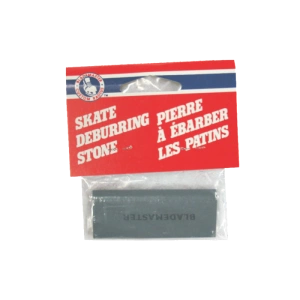 SKATE
DEBURRING
STONE
PIERRE
À ÉBARBER
LES PATINS
BLADEMASTER